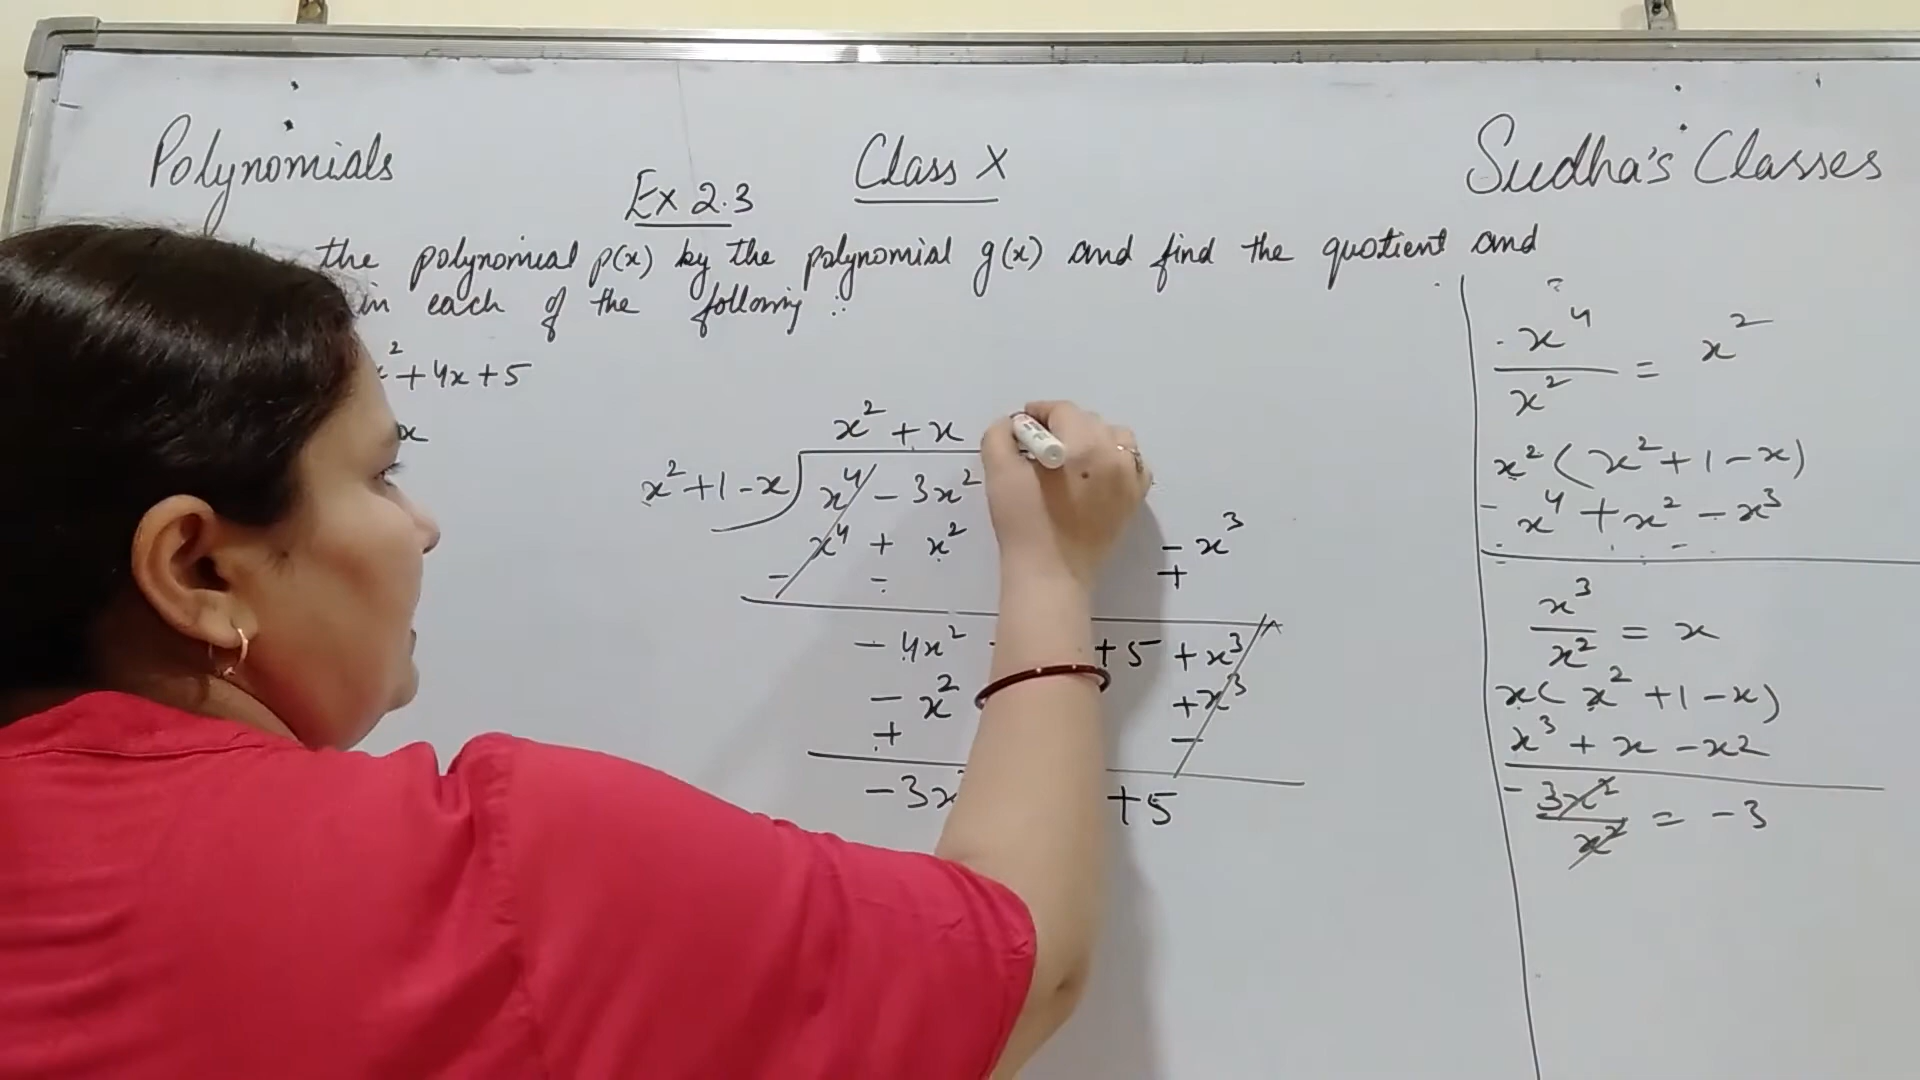 Polynomials
Class X
Sudha's Classes
Ex 2.3
the polynomial p(x) by the polynomial g(x) and find the quotient and
in each of the following :
² + 4x + 5
x
x² + x
x² + 1 - x
x⁴ - 3x²
x⁴ + x²
- x³
- - +
- 4x² + 5 + x³
- x² + x³
+ -
- 3x + 5
x⁴/x² = x²
x² (x² + 1 - x)
x⁴ + x² - x³
x³/x² = x
x(x² + 1 - x)
x³ + x - x2
- 3x²/x² = - 3